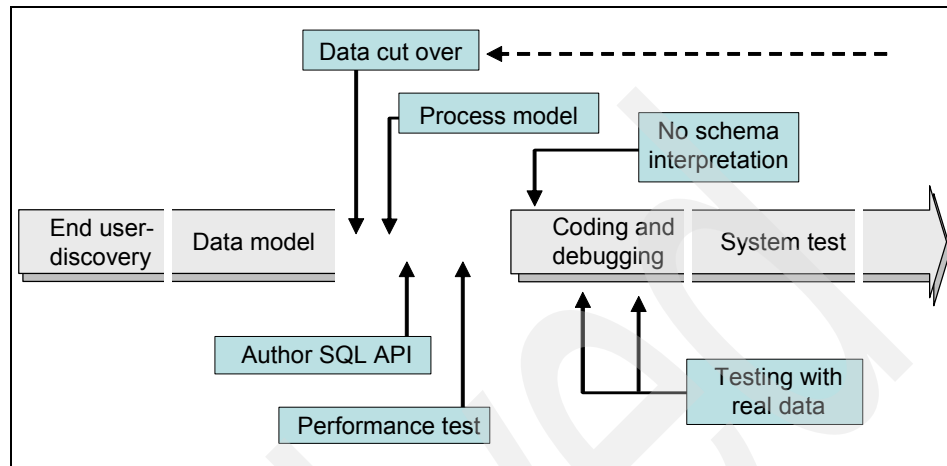 Data cut over
Process model
No schema
interpretation
End user-
discovery
Data model
Coding and
debugging
System test
Author SQL API
Performance test
Testing with
real data